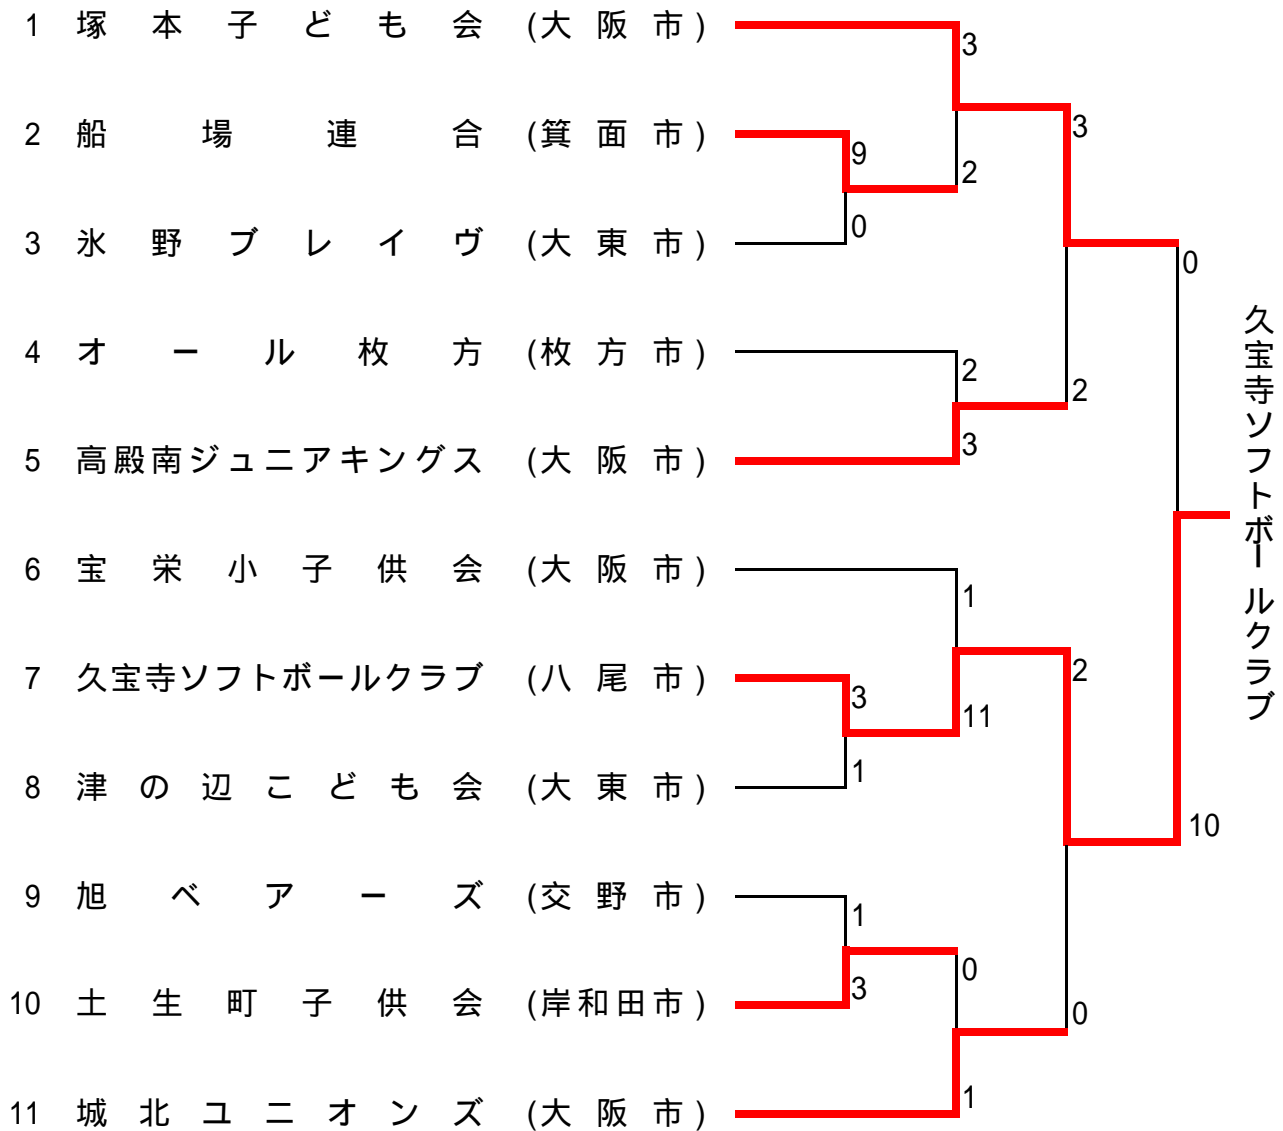 1 塚本子ども会 (大阪市)
3
2 船場連合 (箕面市)
9
2
3
3 氷野ブレイヴ (大東市)
0
0
4 オール枚方 (枚方市)
2
2
5 高殿南ジュニアキングス (大阪市)
3
久宝寺ソフトボールクラブ
6 宝栄小子供会 (大阪市)
1
7 久宝寺ソフトボールクラブ (八尾市)
3
11
2
8 津の辺こども会 (大東市)
1
10
9 旭ベアーズ (交野市)
1
0
10 土生町子供会 (岸和田市)
3
0
11 城北ユニオンズ (大阪市)
1